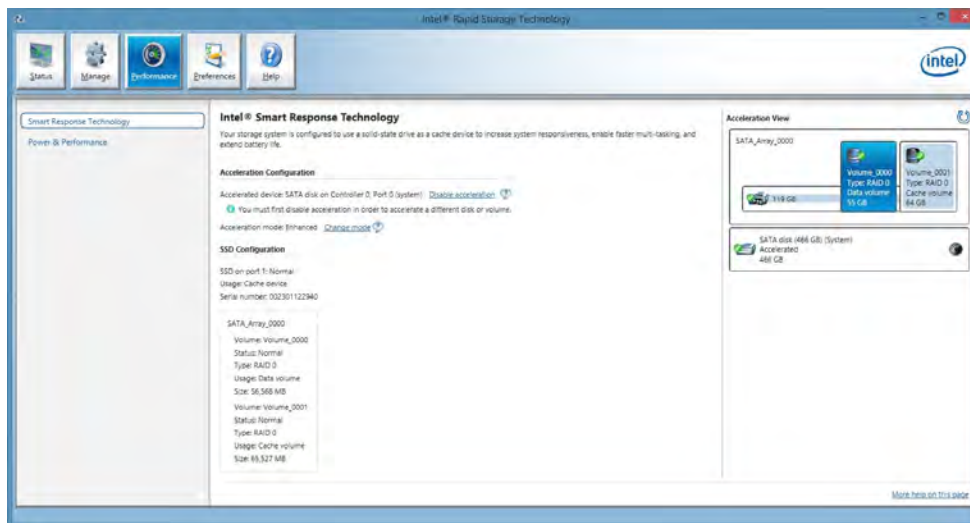 Intel® Rapid Storage Technology
Status
Manage
Performance
Preferences
Help
intel
Smart Response Technology
Power & Performance
Intel® Smart Response Technology
Your storage system is configured to use a solid-state drive as a cache device to increase system responsiveness, enable faster multi-tasking, and
extend battery life.
Acceleration Configuration
Accelerated device: SATA disk on Controller 0, Port 0 (system) Disable acceleration ?
You must first disable acceleration in order to accelerate a different disk or volume.
Acceleration mode: Enhanced Change mode ?
SSD Configuration
SSD on port 1: Normal
Usage: Cache device
Serial number: 002301122940
SATA_Array_0000
Volume: Volume_0000
Status: Normal
Type: RAID 0
Usage: Data volume
Size: 56,568 MB
Volume: Volume_0001
Status: Normal
Type: RAID 0
Usage: Cache volume
Size: 65,527 MB
Acceleration View
SATA_Array_0000
119 GB
Volume_0000
Type: RAID 0
Data volume
55 GB
Volume_0001
Type: RAID 0
Cache volume
64 GB
SATA disk (466 GB) (System)
Accelerated
466 GB
More help on this page